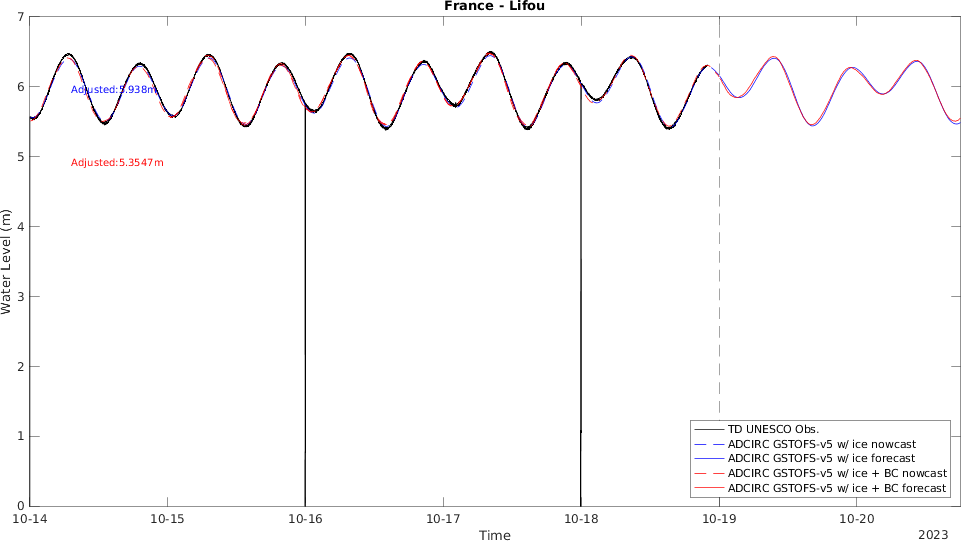 France - Lifou
7
6
5
4
3
2
1
0
Water Level (m)
Adjusted:5.938m
Adjusted:5.3547m
TD UNESCO Obs.
ADCIRC GSTOFS-v5 w/ ice nowcast
ADCIRC GSTOFS-v5 w/ ice forecast
ADCIRC GSTOFS-v5 w/ ice + BC nowcast
ADCIRC GSTOFS-v5 w/ ice + BC forecast
10-14 10-15 10-16 10-17 10-18 10-19 10-20
Time
2023